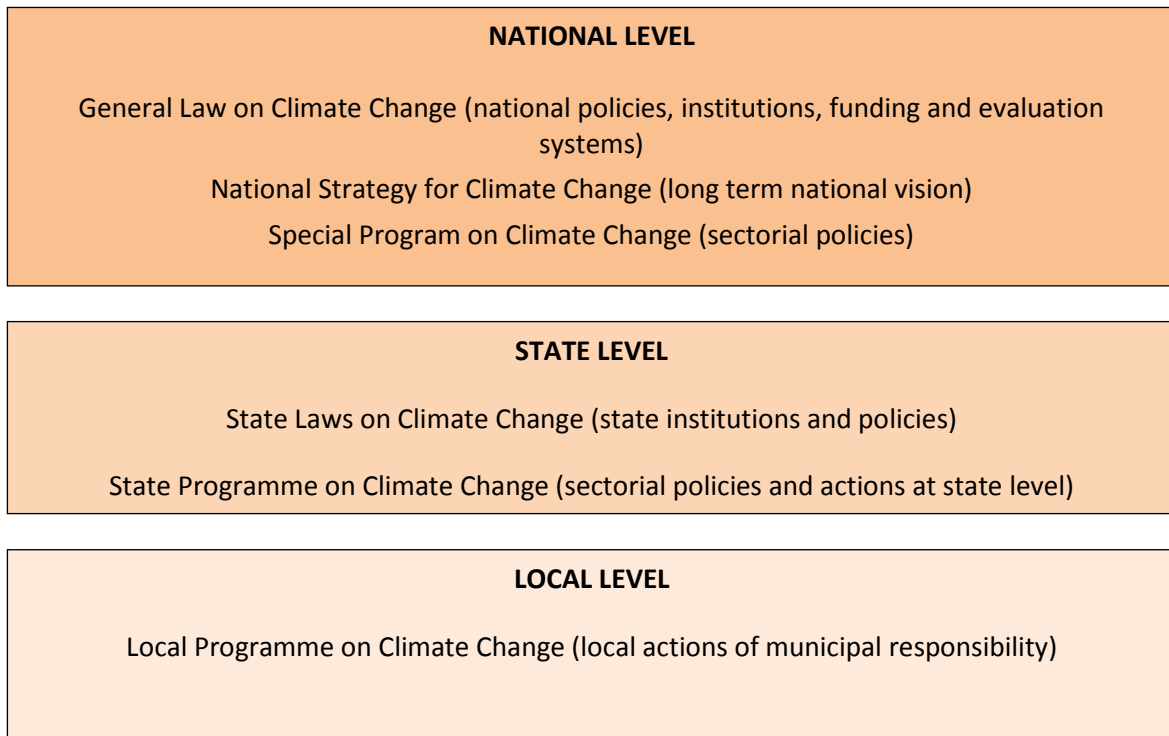 NATIONAL LEVEL
General Law on Climate Change (national policies, institutions, funding and evaluation
systems)
National Strategy for Climate Change (long term national vision)
Special Program on Climate Change (sectorial policies)
STATE LEVEL
State Laws on Climate Change (state institutions and policies)
State Programme on Climate Change (sectorial policies and actions at state level)
LOCAL LEVEL
Local Programme on Climate Change (local actions of municipal responsibility)